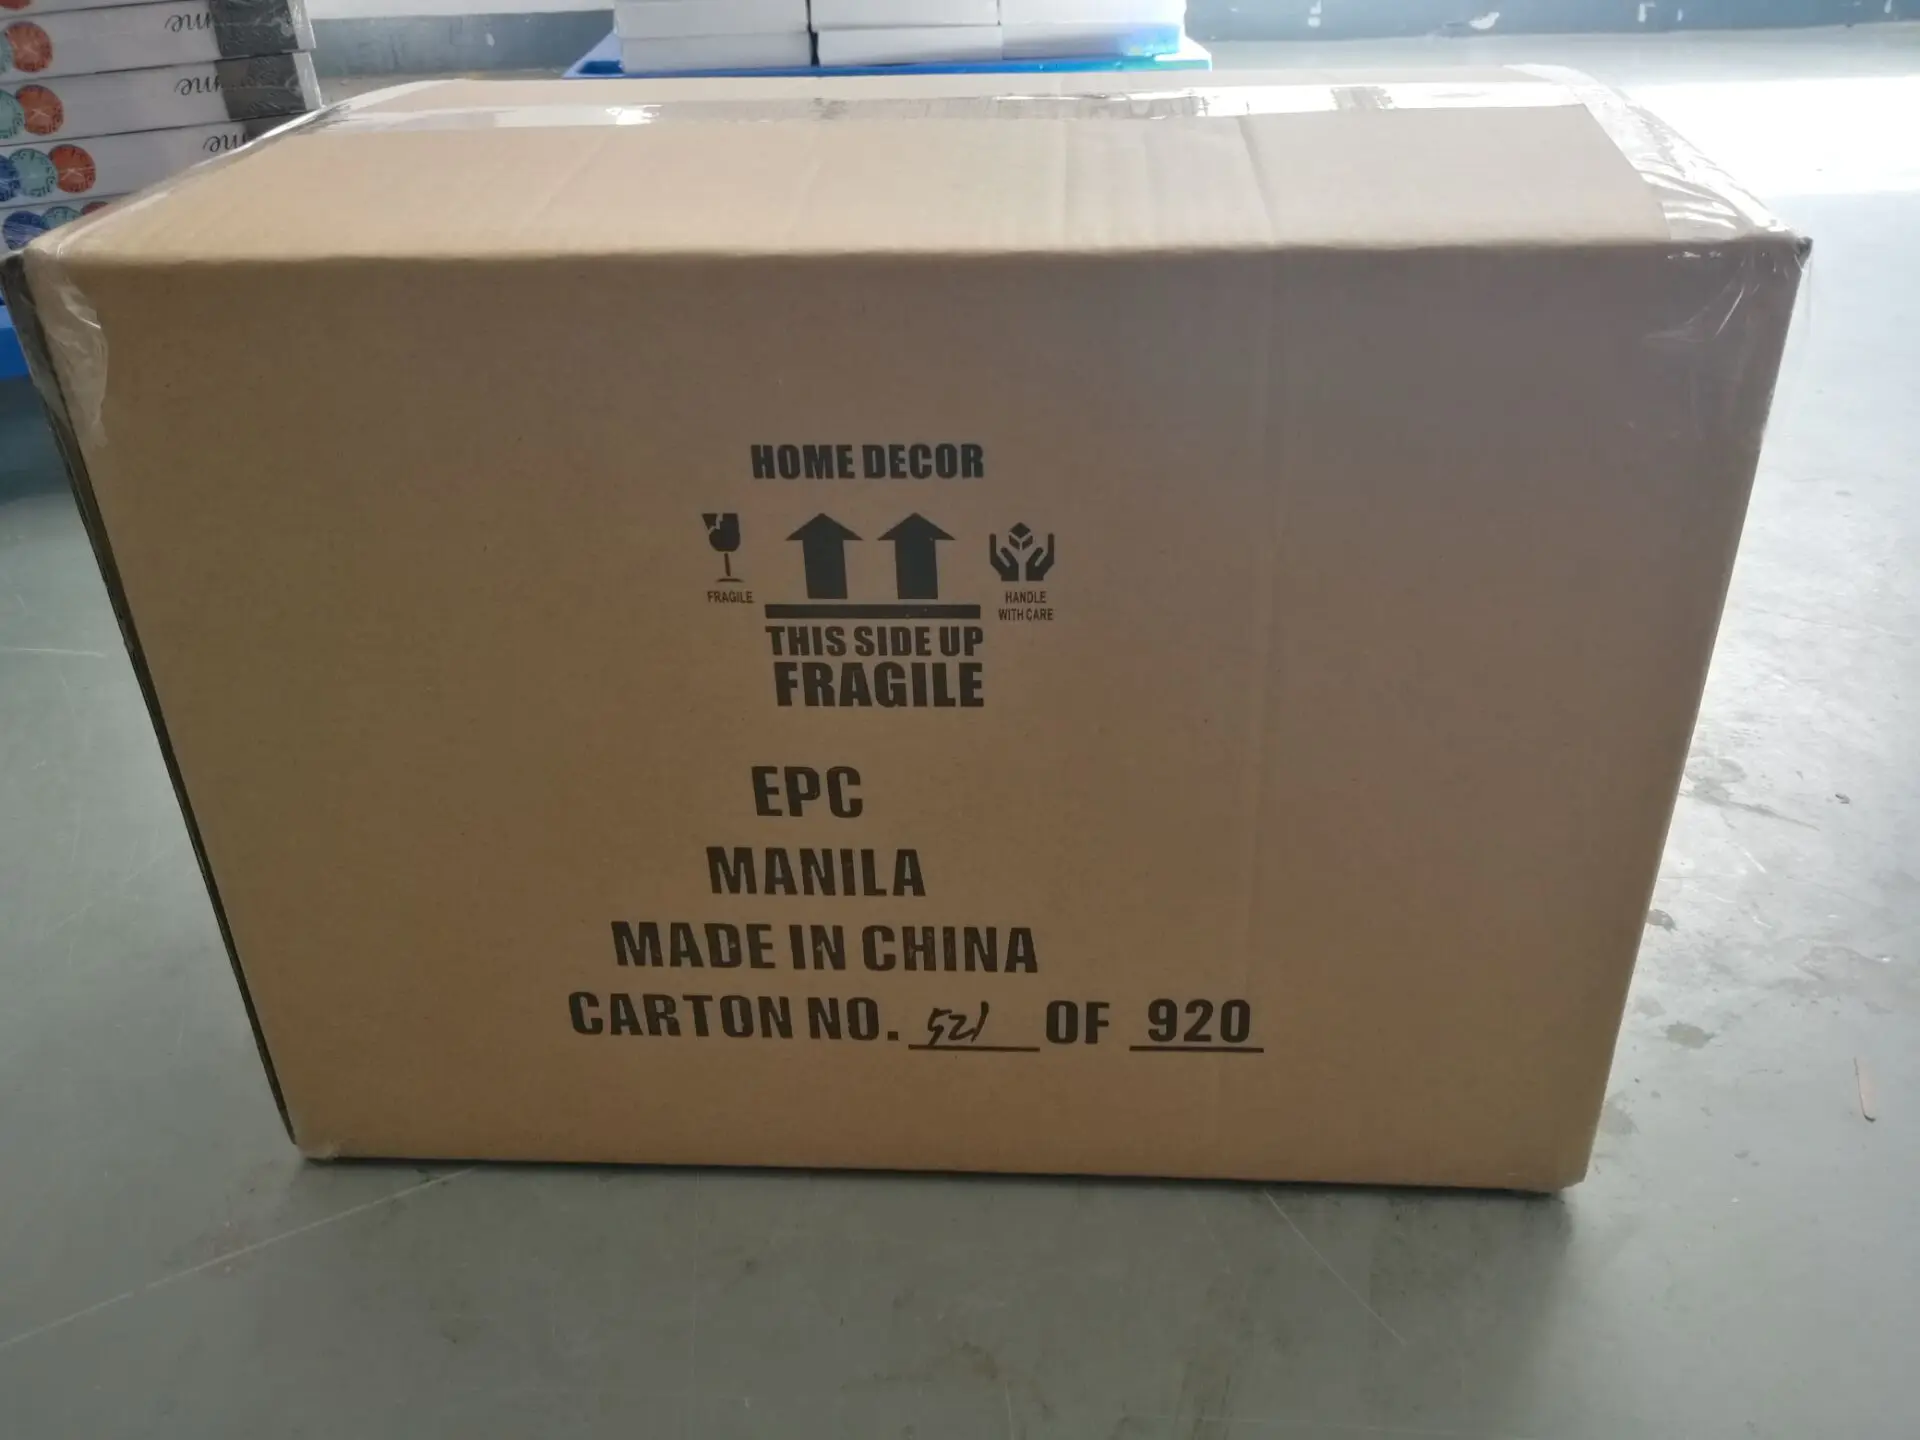 HOME DECOR
FRAGILE
HANDLE
WITH CARE
THIS SIDE UP
FRAGILE
EPC
MANILA
MADE IN CHINA
CARTON NO. 521 OF 920